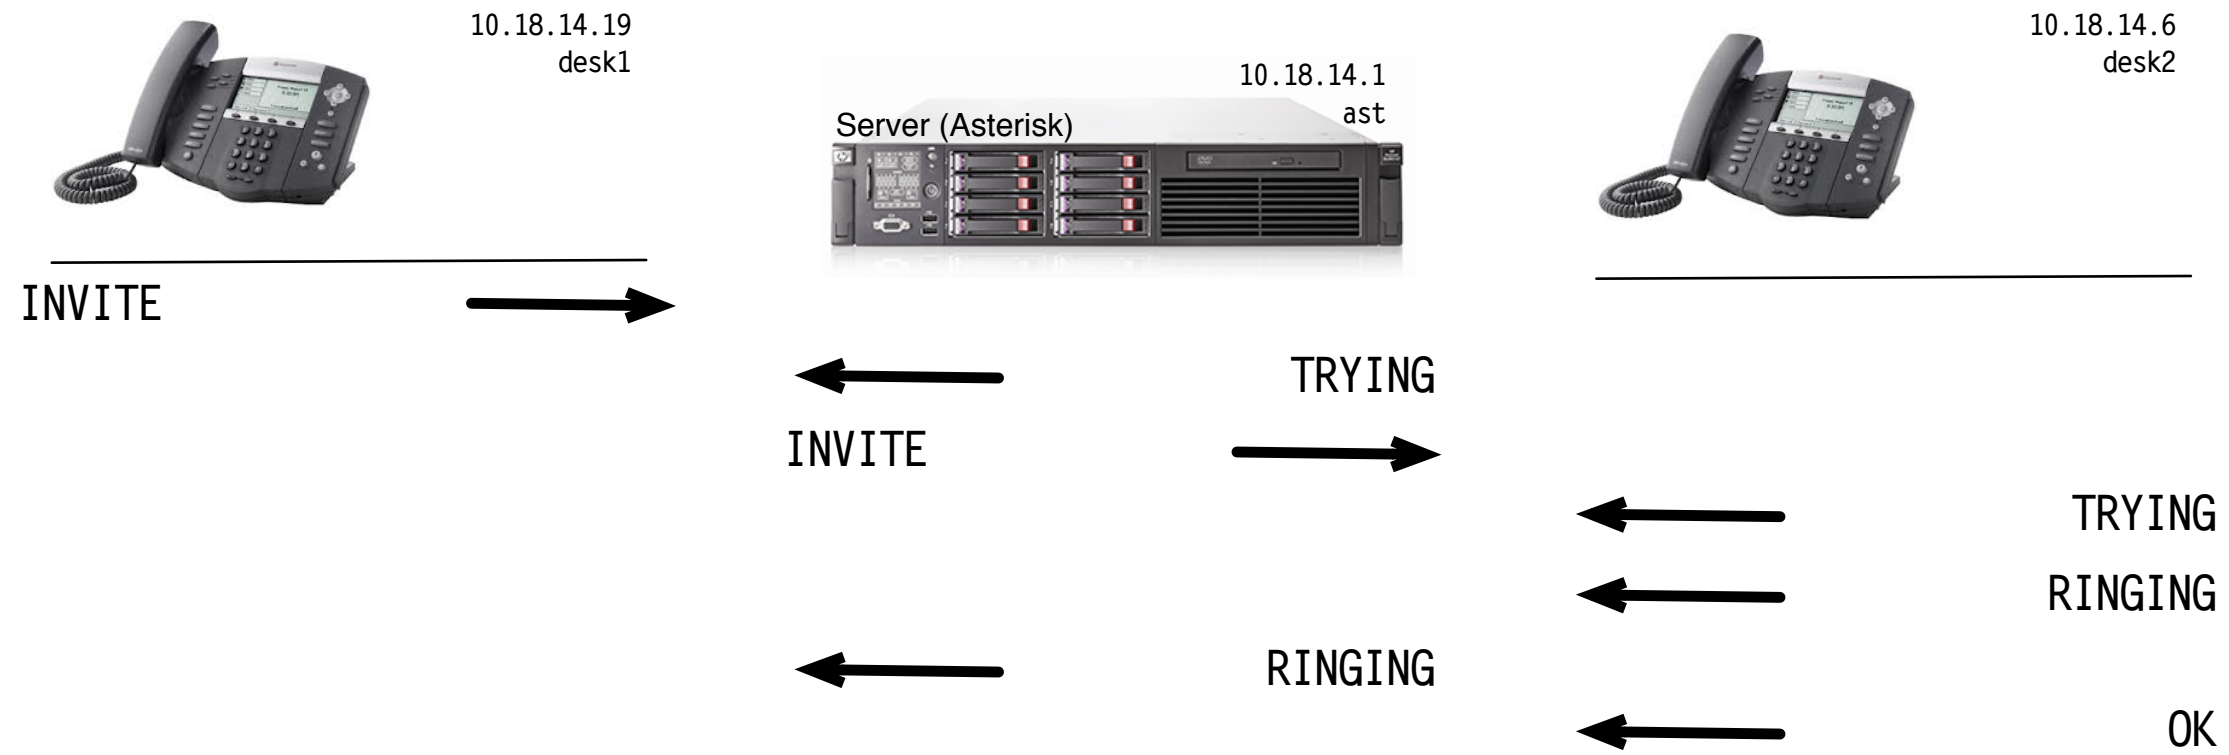 10.18.14.19
desk1
10.18.14.1
ast
Server (Asterisk)
10.18.14.6
desk2
INVITE
TRYING
INVITE
TRYING
RINGING
RINGING
OK